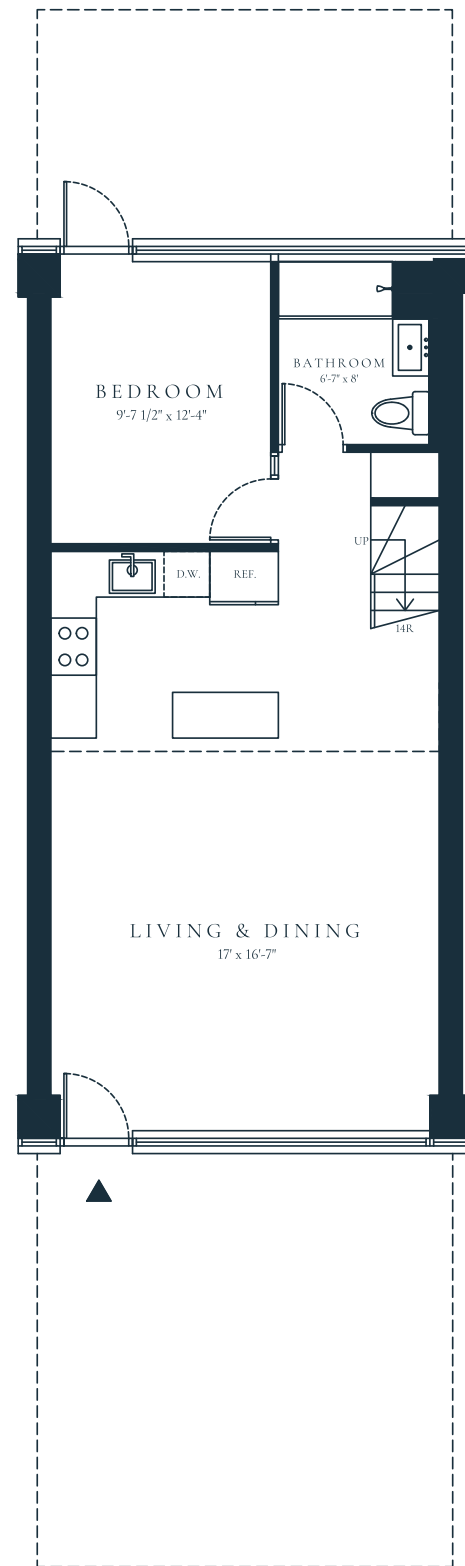 BATHROOM
6'-7" x 8'
BEDROOM
9'-7 1/2" x 12'-4"
UP
D.W.
REF.
14R
LIVING & DINING
17' x 16'-7"